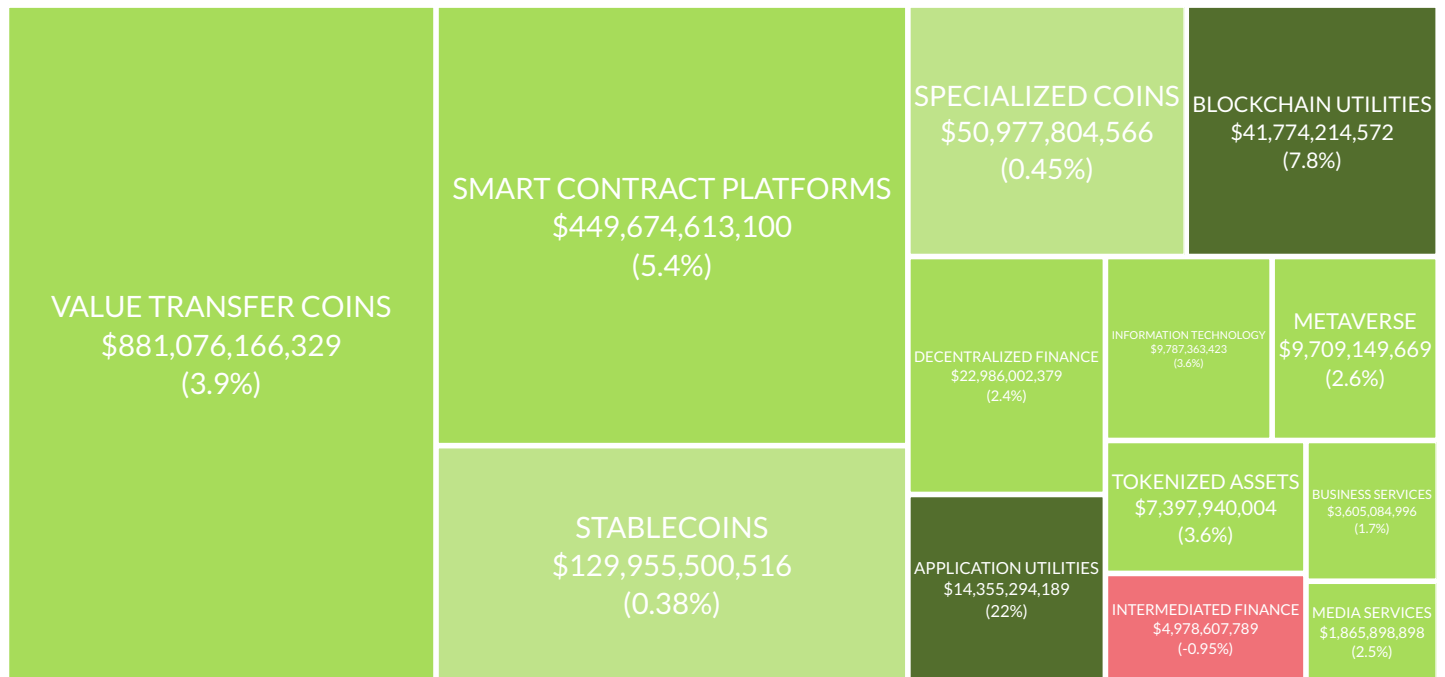 VALUE TRANSFER COINS
$881,076,166,329
(3.9%)
SMART CONTRACT PLATFORMS
$449,674,613,100
(5.4%)
STABLECOINS
$129,955,500,516
(0.38%)
SPECIALIZED COINS
$50,977,804,566
(0.45%)
BLOCKCHAIN UTILITIES
$41,774,214,572
(7.8%)
DECENTRALIZED FINANCE
$22,986,002,379
(2.4%)
APPLICATION UTILITIES
$14,355,294,189
(22%)
INFORMATION TECHNOLOGY
$9,787,363,423
(3.6%)
METAVERSE
$9,709,149,669
(2.6%)
TOKENIZED ASSETS
$7,397,940,004
(3.6%)
INTERMEDIATED FINANCE
$4,978,607,789
(-0.95%)
BUSINESS SERVICES
$3,605,084,996
(1.7%)
MEDIA SERVICES
$1,865,898,898
(2.5%)